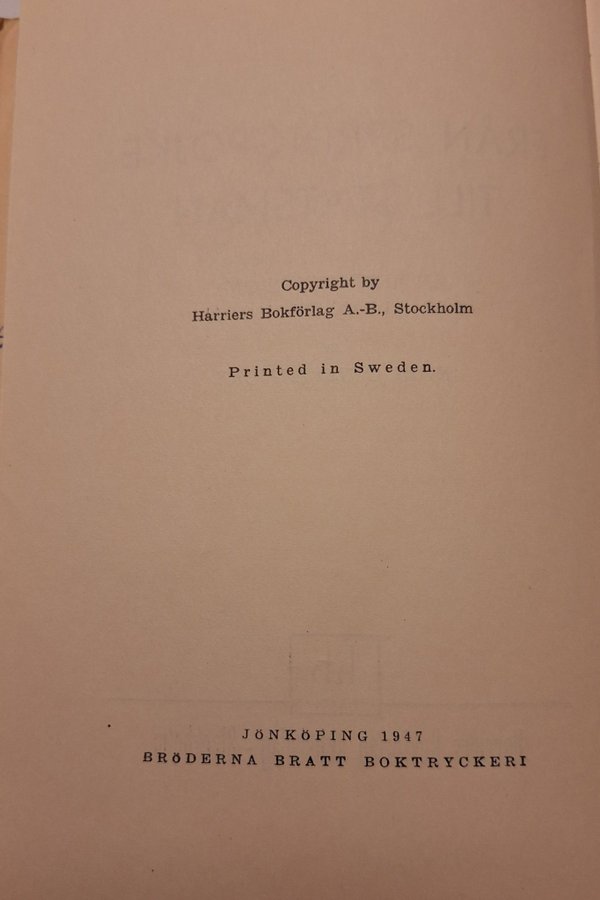 Copyright by
Harriers Bokförlag A.-B., Stockholm
Printed in Sweden.
JÖNKÖPING 1947
BRÖDERNA BRATT BOKTRYCKERI